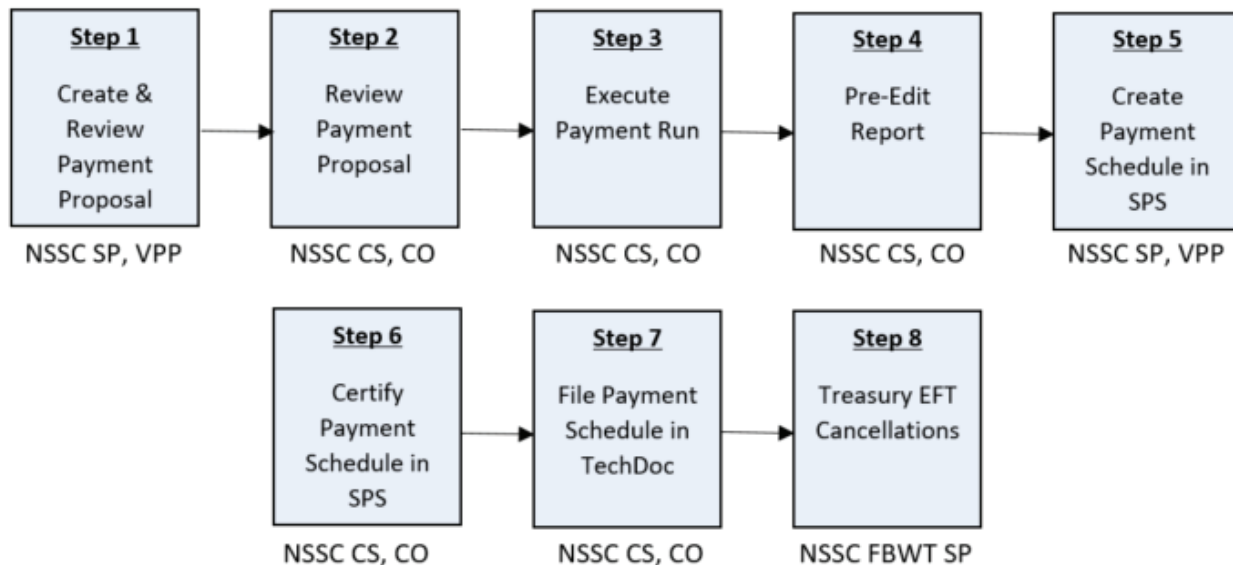 Step 1
Create &
Review
Payment
Proposal
NSSC SP, VPP
Step 2
Review
Payment
Proposal
NSSC CS, CO
Step 3
Execute
Payment Run
NSSC CS, CO
Step 4
Pre-Edit
Report
NSSC CS, CO
Step 5
Create
Payment
Schedule in
SPS
NSSC SP, VPP
Step 6
Certify
Payment
Schedule in
SPS
NSSC CS, CO
Step 7
File Payment
Schedule in
TechDoc
NSSC CS, CO
Step 8
Treasury EFT
Cancellations
NSSC FBWT SP